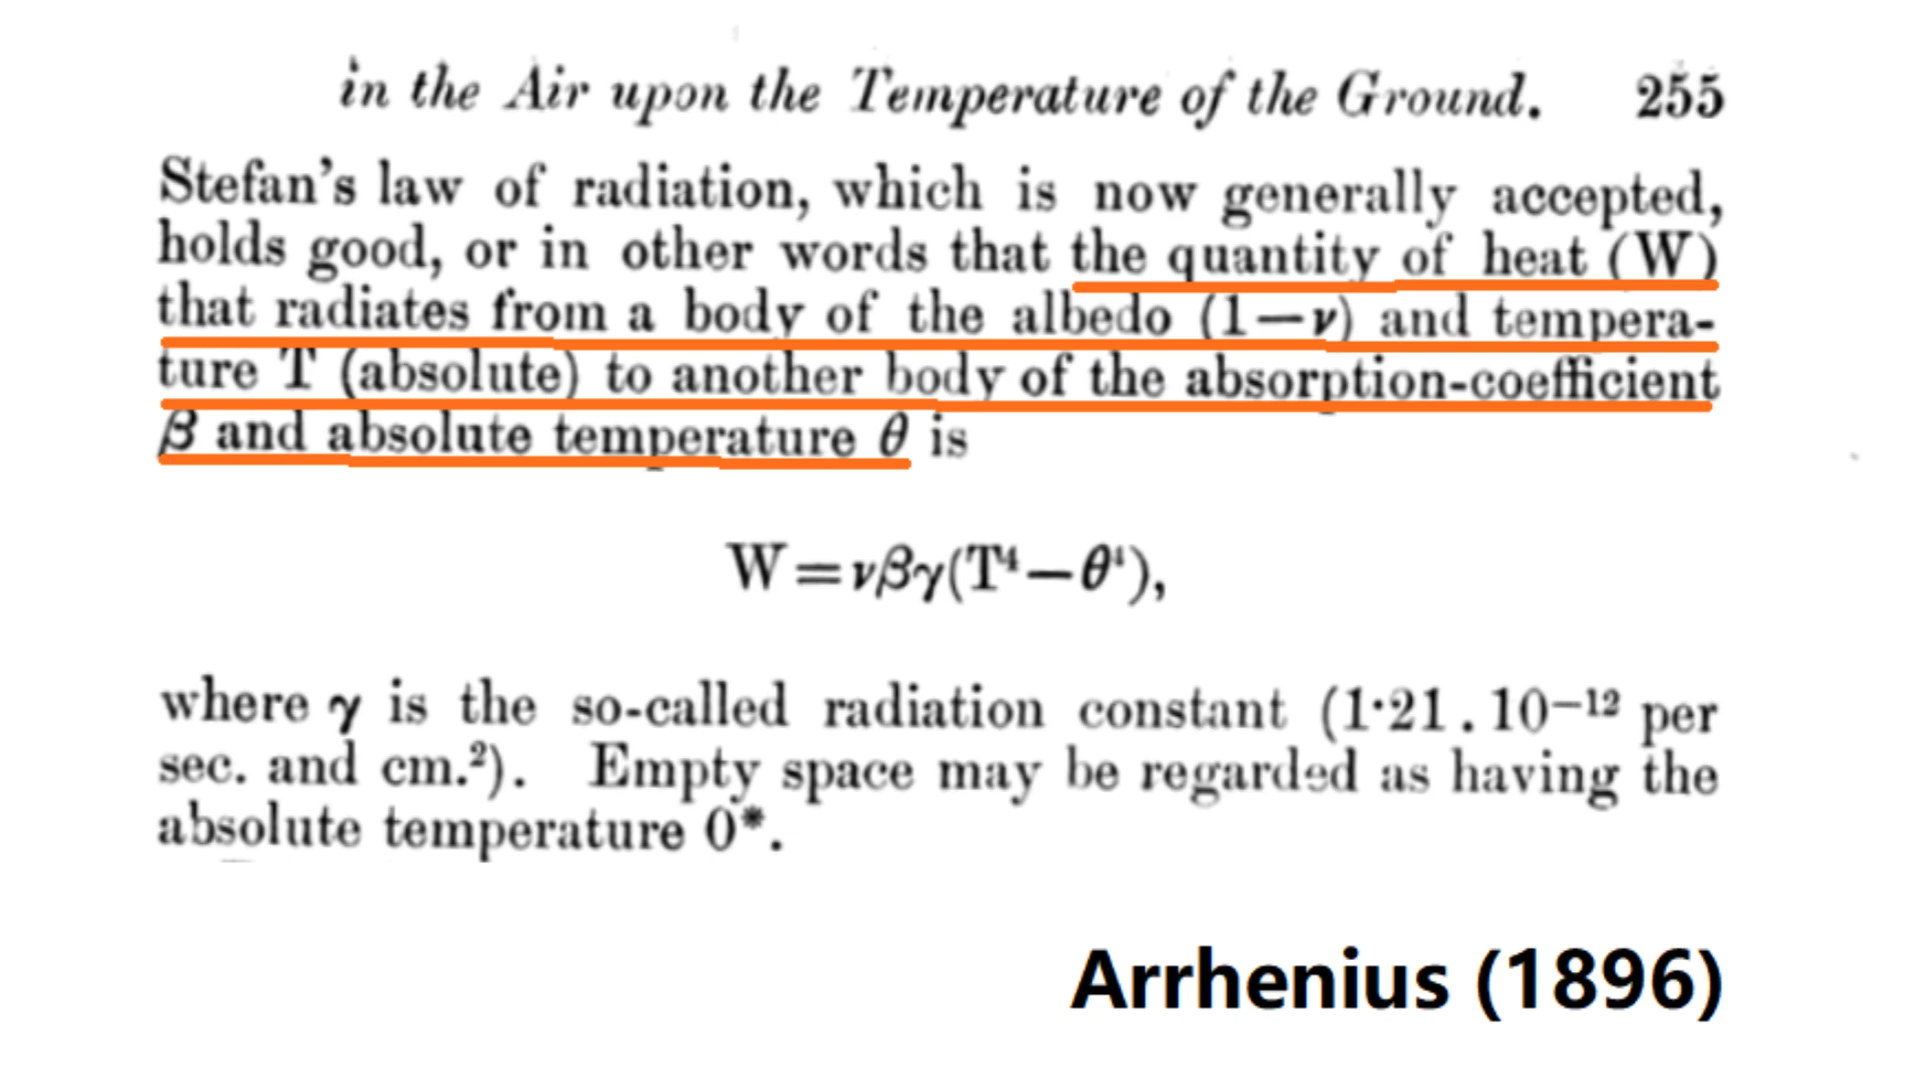 in the Air upon the Temperature of the Ground. 255
Stefan's law of radiation, which is now generally accepted,
holds good, or in other words that the quantity of heat (W)
that radiates from a body of the albedo (1—ν) and tempera-
ture T (absolute) to another body of the absorption-coefficient
β and absolute temperature θ is
W=νβγ(T⁴—θ⁴),
where γ is the so-called radiation constant (1·21 . 10⁻¹² per
sec. and cm.²). Empty space may be regarded as having the
absolute temperature 0*.
Arrhenius (1896)